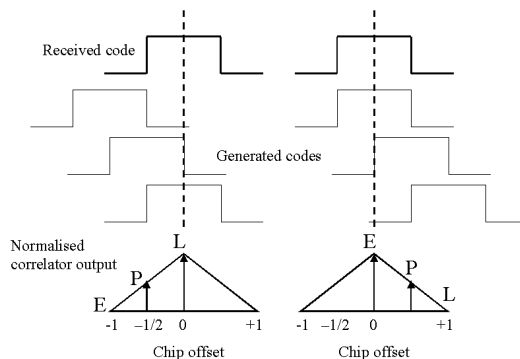 Received code
Generated codes
Normalised
correlator output
L
P
E
-1 –1/2 0 +1
Chip offset
E
P
L
-1 –1/2 0 +1
Chip offset